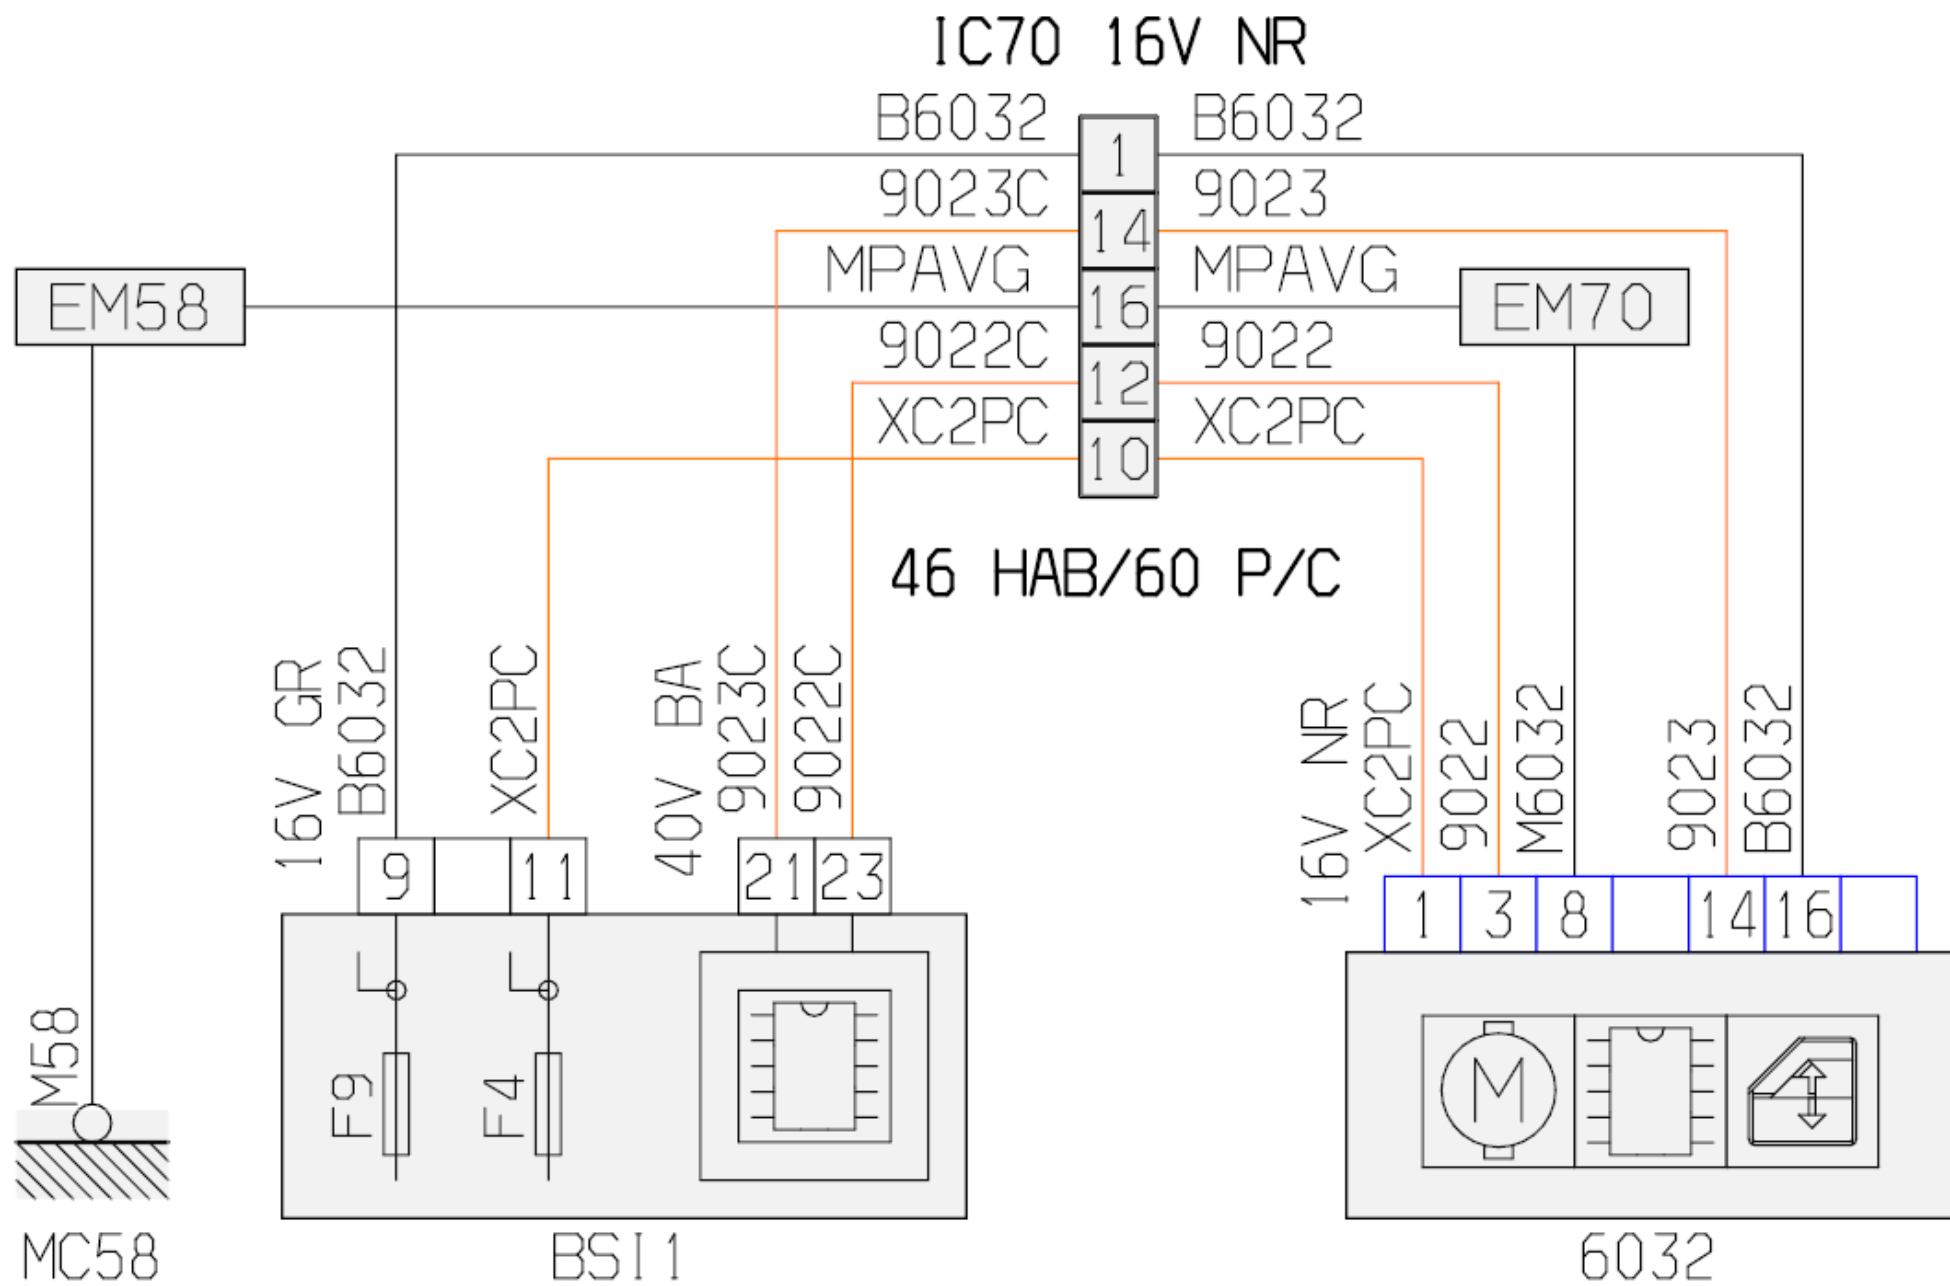 IC70 16V NR
B6032
1
B6032
9023C
14
9023
MPAVG
16
MPAVG
9022C
12
9022
XC2PC
10
XC2PC
EM58
EM70
46 HAB/60 P/C
16V GR
B6032
XC2PC
40V BA
9023C
9022C
16V NR
XC2PC
9022
M6032
9023
B6032
9
11
21
23
1
3
8
14
16
M58
F9
F4
M
MC58
BSI1
6032